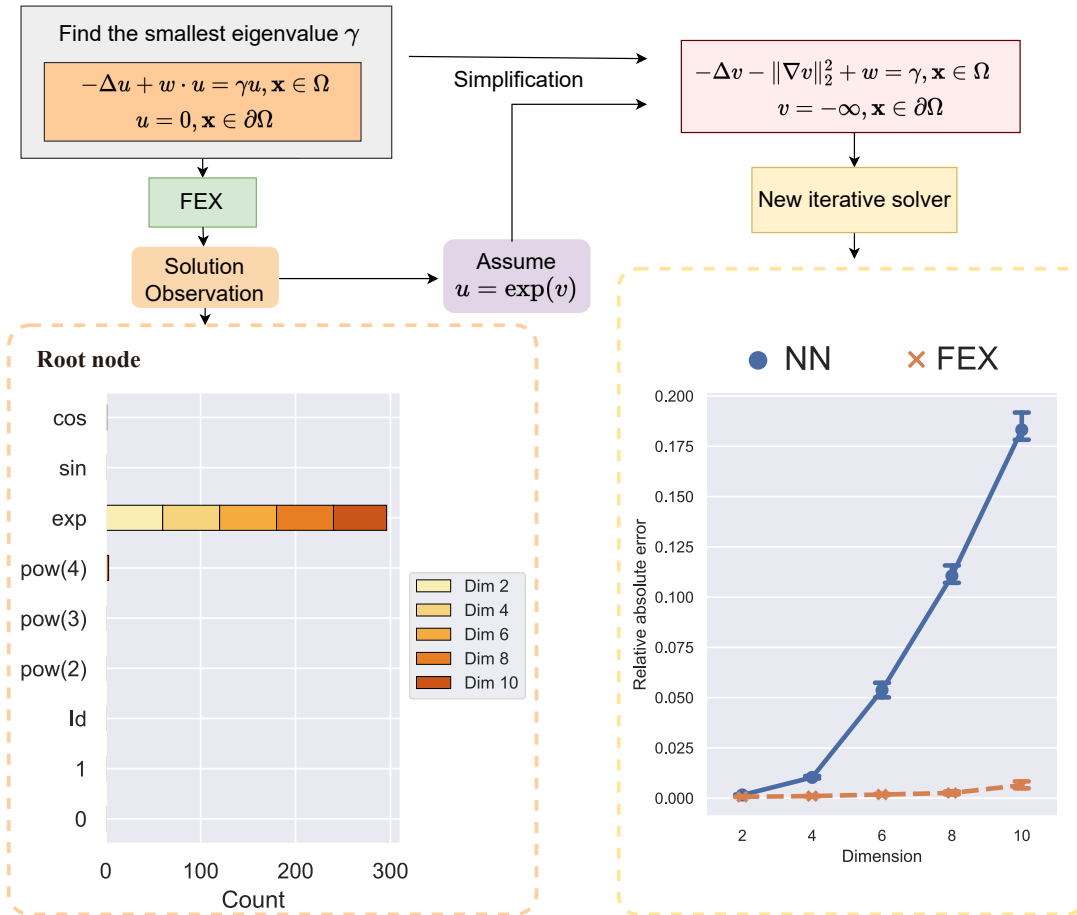 Find the smallest eigenvalue γ
−Δu + w · u = γu, x ∈ Ω
u = 0, x ∈ ∂Ω
Simplification
−Δv − ‖∇v‖₂² + w = γ, x ∈ Ω
v = −∞, x ∈ ∂Ω
FEX
New iterative solver
Solution
Observation
Assume
u = exp(v)
Root node
cos
sin
exp
pow(4)
pow(3)
pow(2)
Id
1
0
0
100
200
300
Count
Dim 2
Dim 4
Dim 6
Dim 8
Dim 10
NN
FEX
0.200
0.175
0.150
0.125
0.100
0.075
0.050
0.025
0.000
Relative absolute error
2
4
6
8
10
Dimension